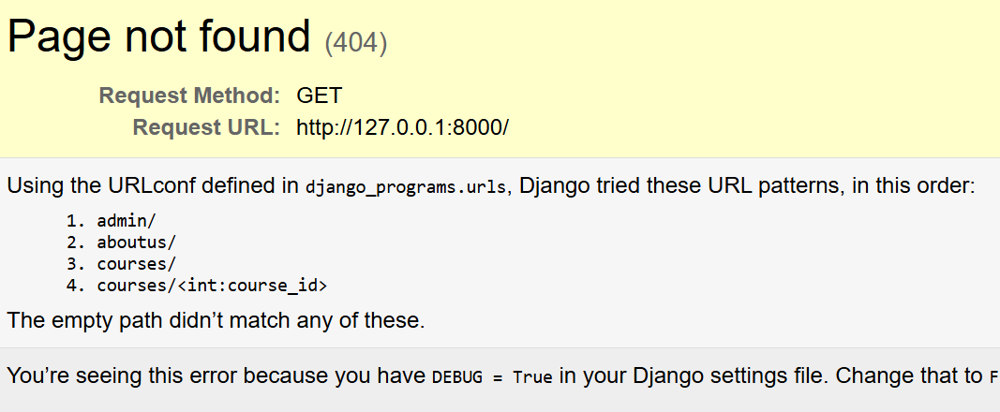 Page not found (404)
Request Method: GET
Request URL: http://127.0.0.1:8000/
Using the URLconf defined in django_programs.urls, Django tried these URL patterns, in this order:
1. admin/
2. aboutus/
3. courses/
4. courses/<int:course_id>
The empty path didn’t match any of these.
You’re seeing this error because you have DEBUG = True in your Django settings file. Change that to F